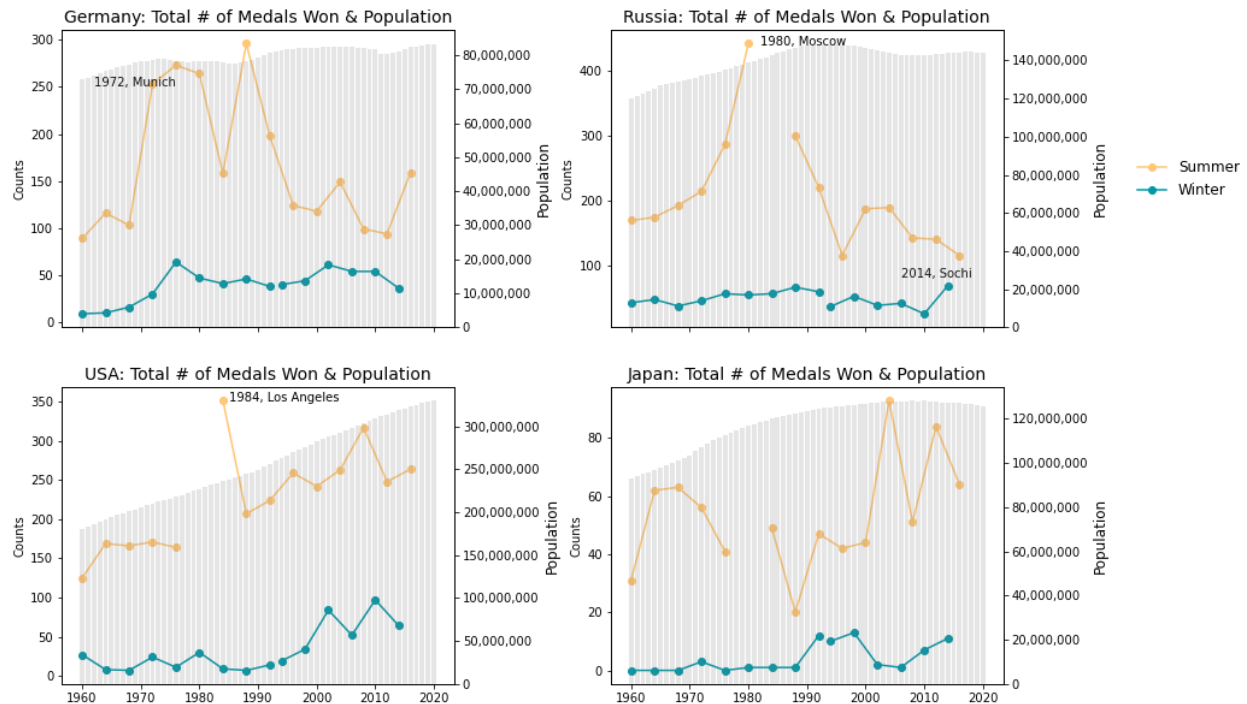 Germany: Total # of Medals Won & Population
300
250
200
150
100
50
0
Counts
1972, Munich
80,000,000
70,000,000
60,000,000
50,000,000
40,000,000
30,000,000
20,000,000
10,000,000
0
Population
Russia: Total # of Medals Won & Population
400
300
200
100
Counts
1980, Moscow
2014, Sochi
140,000,000
120,000,000
100,000,000
80,000,000
60,000,000
40,000,000
20,000,000
0
Population
Summer
Winter
USA: Total # of Medals Won & Population
350
300
250
200
150
100
50
0
Counts
1984, Los Angeles
300,000,000
250,000,000
200,000,000
150,000,000
100,000,000
50,000,000
0
Population
1960 1970 1980 1990 2000 2010 2020
Japan: Total # of Medals Won & Population
80
60
40
20
0
Counts
120,000,000
100,000,000
80,000,000
60,000,000
40,000,000
20,000,000
0
Population
1960 1970 1980 1990 2000 2010 2020